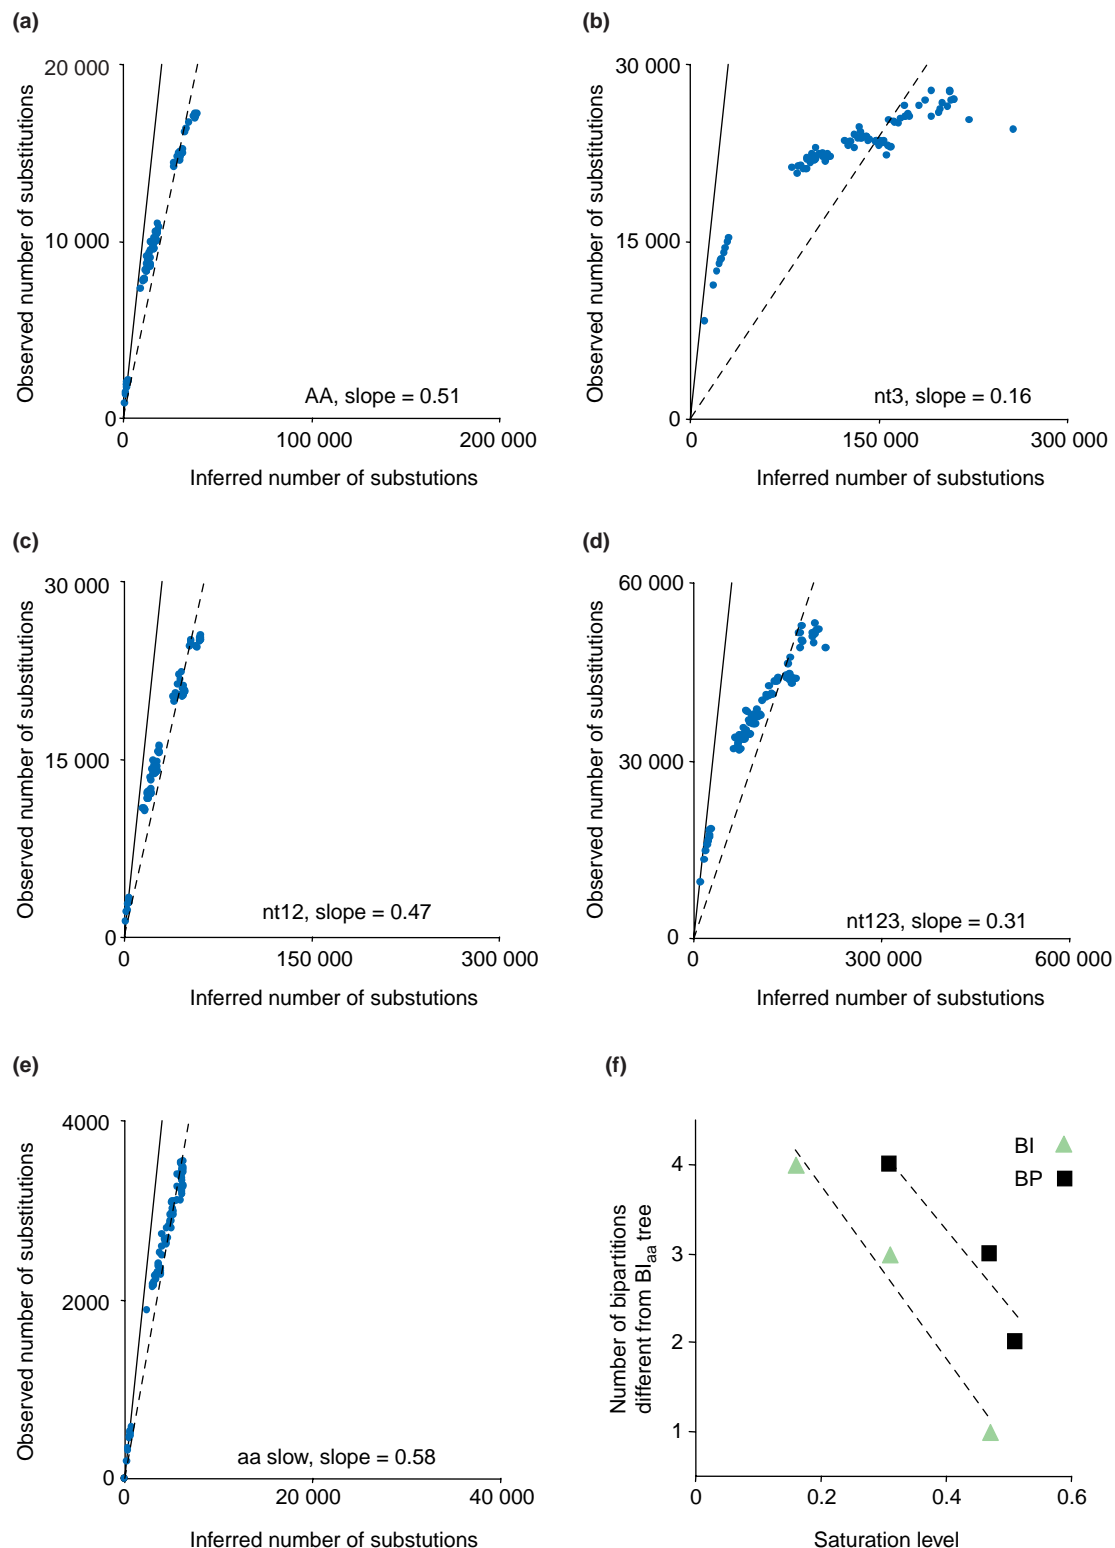 (a)
20 000
10 000
0
Observed number of substitutions
AA, slope = 0.51
0
100 000
200 000
Inferred number of substutions
(b)
30 000
15 000
0
Observed number of substitutions
nt3, slope = 0.16
0
150 000
300 000
Inferred number of substutions
(c)
30 000
15 000
0
Observed number of substitutions
nt12, slope = 0.47
0
150 000
300 000
Inferred number of substutions
(d)
60 000
30 000
0
Observed number of substitutions
nt123, slope = 0.31
0
300 000
600 000
Inferred number of substutions
(e)
4000
2000
0
Observed number of substitutions
aa slow, slope = 0.58
0
20 000
40 000
Inferred number of substutions
(f)
BI
BP
4
3
2
1
Number of bipartitions
different from BIaa tree
0
0.2
0.4
0.6
Saturation level